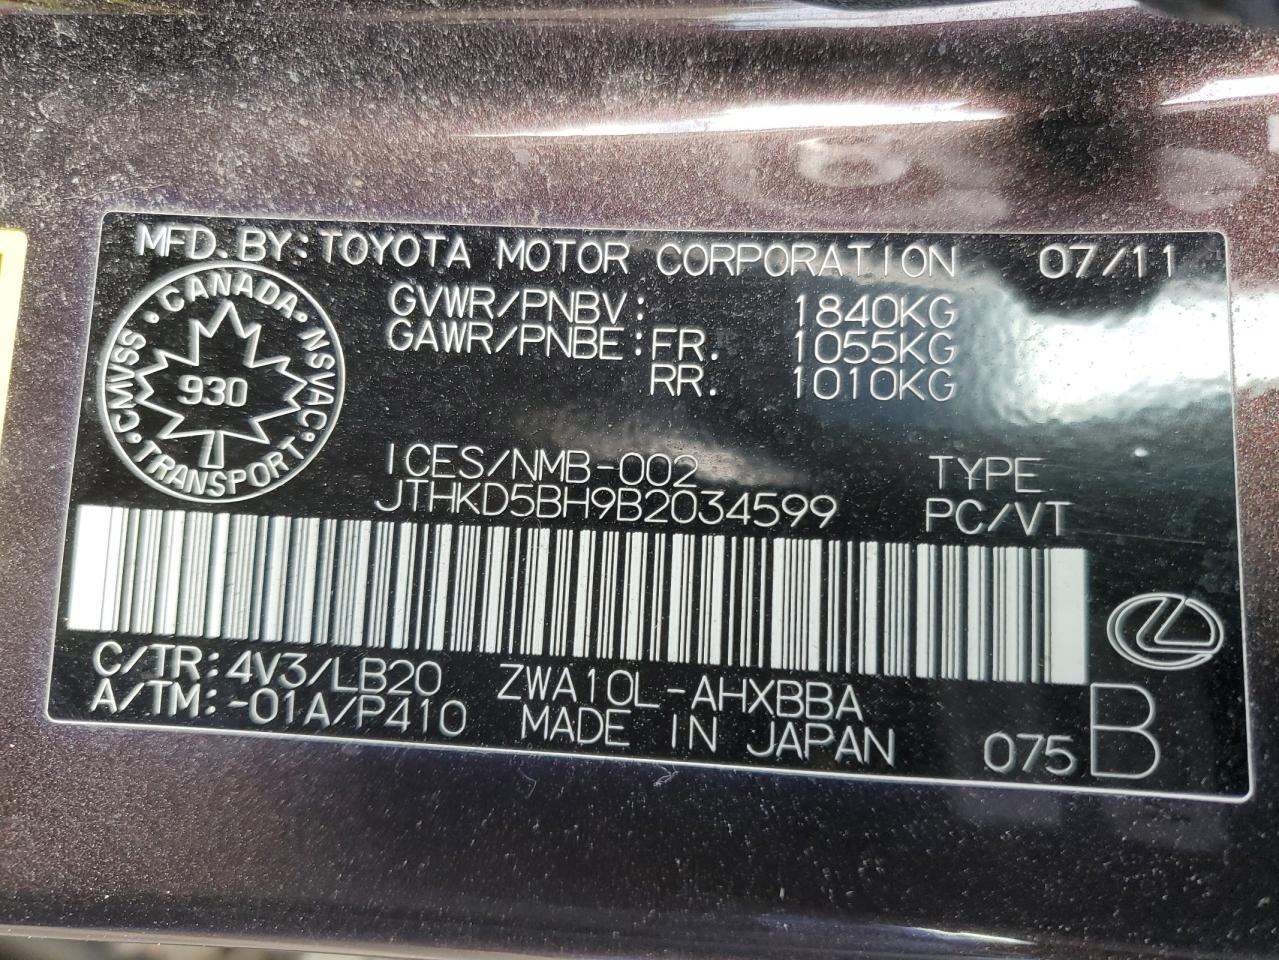 MFD. BY: TOYOTA MOTOR CORPORATION 07/11
GVWR/PNBV: 1840KG
GAWR/PNBE: FR. 1055KG
RR. 1010KG
CANADA · NSVAC · TRANSPORT · CMVSS
930
ICES/NMB-002 TYPE
JTHKD5BH9B2034599 PC/VT
C/TR: 4V3/LB20 ZWA10L-AHXBBA
A/TM: -01A/P410 MADE IN JAPAN 075 B